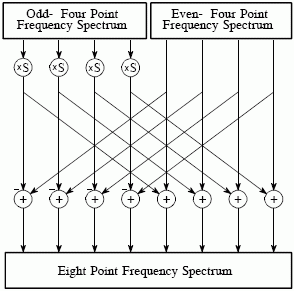 Odd-  Four Point
Frequency Spectrum
Even-  Four Point
Frequency Spectrum
×S ×S ×S ×S
− − − −
+ + + + + + + +
Eight Point Frequency Spectrum